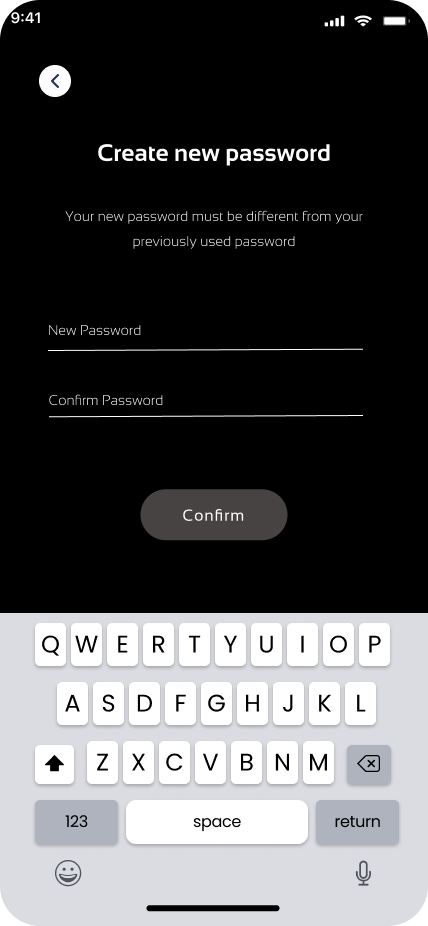 9:41
Create new password
Your new password must be different from your
previously used password
New Password
Confirm Password
Confirm
Q W E R T Y U I O P
A S D F G H J K L
Z X C V B N M
123 space return